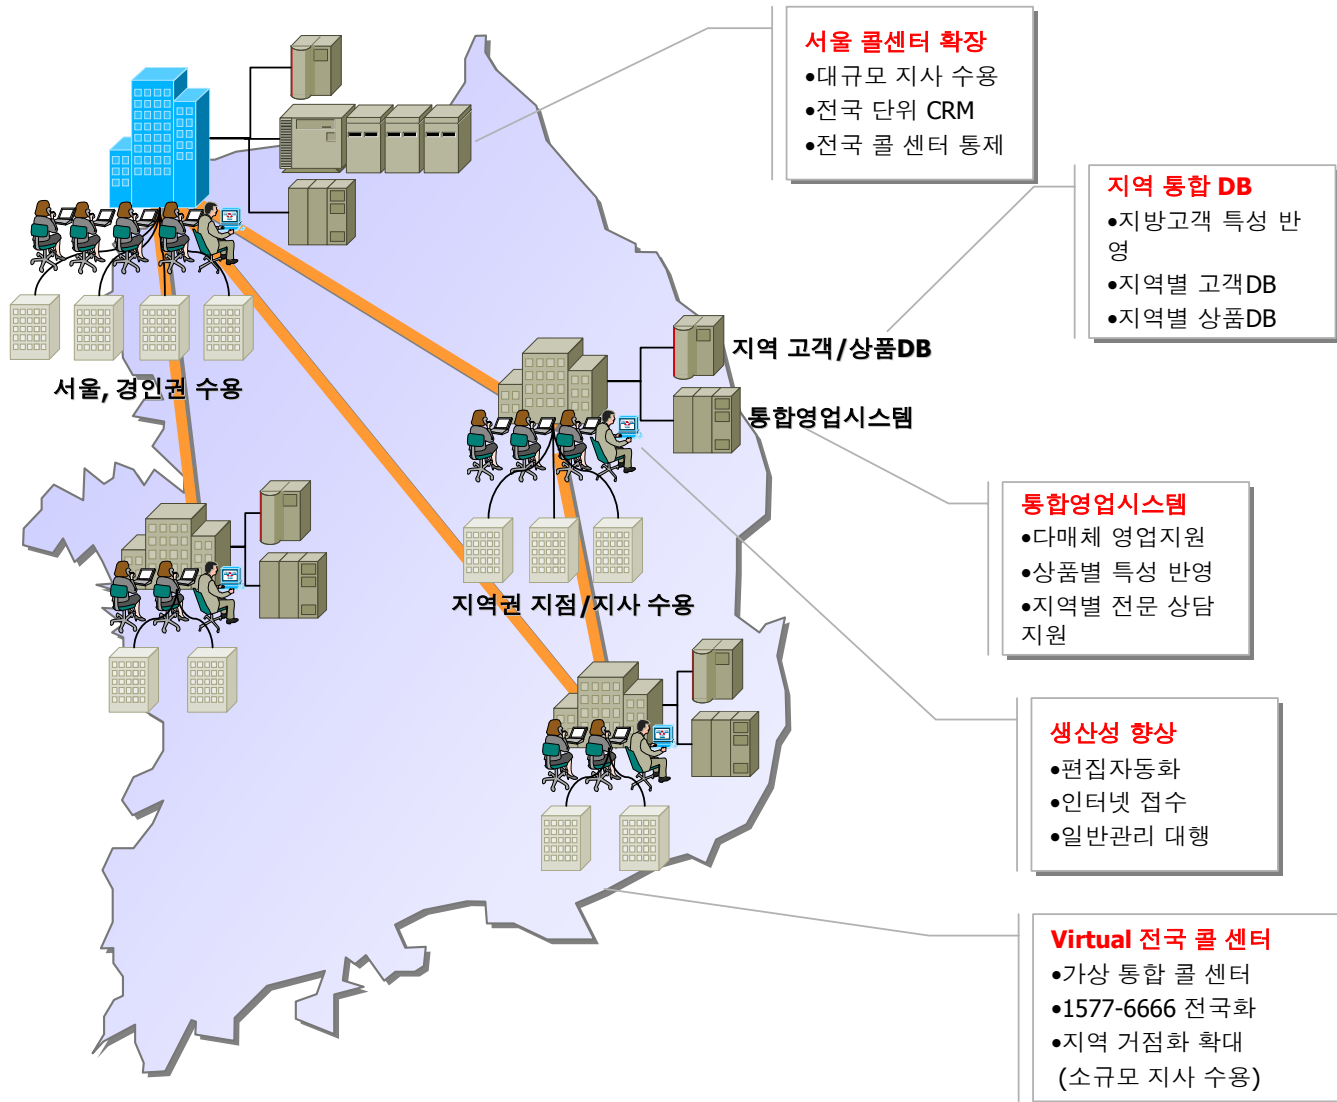 서울 콜센터 확장
•대규모 지사 수용
•전국 단위 CRM
•전국 콜 센터 통제
지역 통합 DB
•지방고객 특성 반
영
•지역별 고객DB
•지역별 상품DB
지역 고객/상품DB
서울, 경인권 수용
통합영업시스템
통합영업시스템
•다매체 영업지원
•상품별 특성 반영
•지역별 전문 상담
지원
지역권 지점/지사 수용
생산성 향상
•편집자동화
•인터넷 접수
•일반관리 대행
Virtual 전국 콜 센터
•가상 통합 콜 센터
•1577-6666 전국화
•지역 거점화 확대
(소규모 지사 수용)